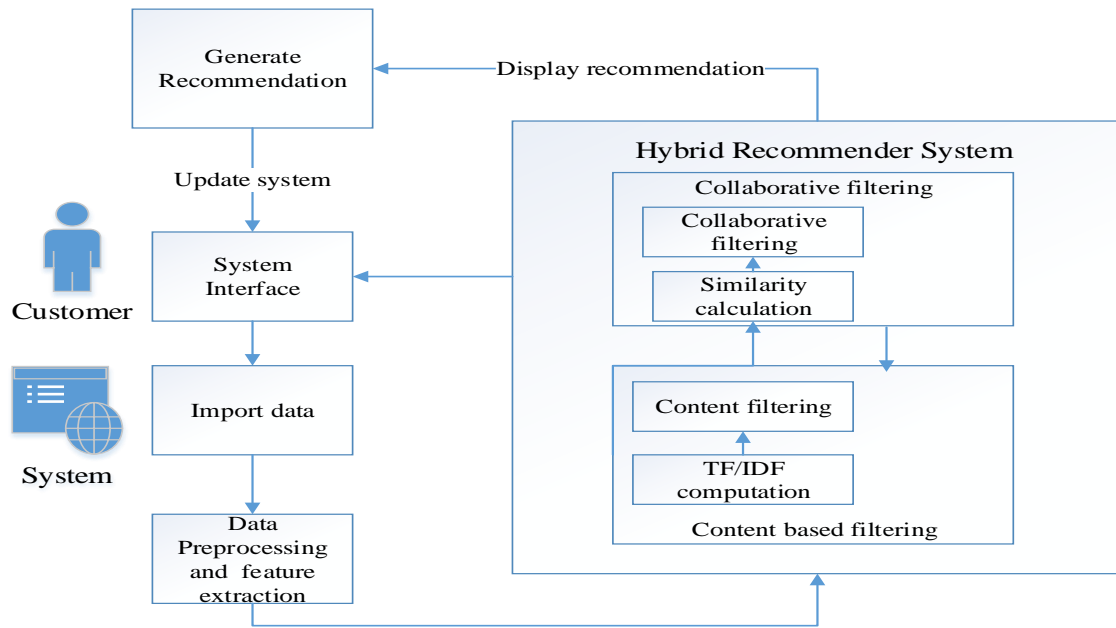 Generate
Recommendation
Display recommendation
Update system
Customer
System
Interface
System
Import data
Data
Preprocessing
and feature
extraction
Hybrid Recommender System
Collaborative filtering
Collaborative
filtering
Similarity
calculation
Content filtering
TF/IDF
computation
Content based filtering